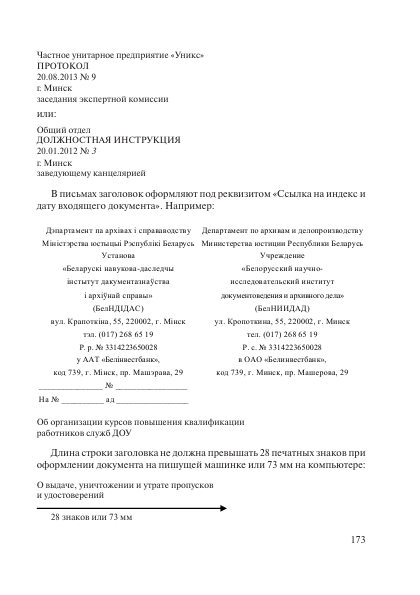 Частное унитарное предприятие «Уникс»
ПРОТОКОЛ
20.08.2013 № 9
г. Минск
заседания экспертной комиссии
или:
Общий отдел
ДОЛЖНОСТНАЯ ИНСТРУКЦИЯ
20.01.2012 № 3
г. Минск
заведующему канцелярией
В письмах заголовок оформляют под реквизитом «Ссылка на индекс и
дату входящего документа». Например:
Дэпартамент па архівах і справаводству
Міністэрства юстыцыі Рэспублікі Беларусь
Установа
«Беларускі навукова-даследчы
інстытут дакументазнаўства
і архіўнай справы»
(БелНДІДАС)
вул. Крапоткіна, 55, 220002, г. Мінск
тэл. (017) 268 65 19
Р. р. № 3314223650028
у ААТ «Белінвестбанк»,
код 739, г. Мінск, пр. Машэрава, 29
_______________ № _________________
На № __________ ад _________________
Департамент по архивам и делопроизводству
Министерства юстиции Республики Беларусь
Учреждение
«Белорусский научно-
исследовательский институт
документоведения и архивного дела»
(БелНИИДАД)
ул. Кропоткина, 55, 220002, г. Минск
тел. (017) 268 65 19
Р. с. № 3314223650028
в ОАО «Белинвестбанк»,
код 739, г. Минск, пр. Машерова, 29
Об организации курсов повышения квалификации
работников служб ДОУ
Длина строки заголовка не должна превышать 28 печатных знаков при
оформлении документа на пишущей машинке или 73 мм на компьютере:
О выдаче, уничтожении и утрате пропусков
и удостоверений
28 знаков или 73 мм
173